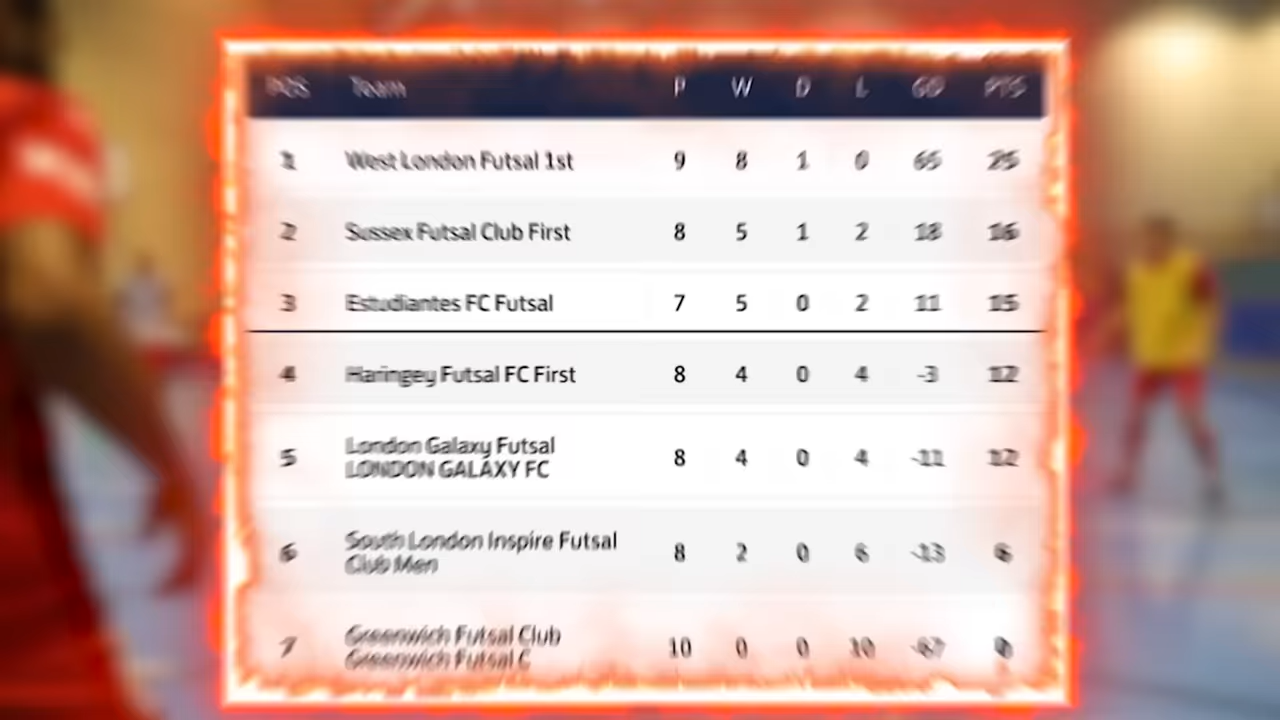 POS Team P W D L GD PTS
1 West London Futsal 1st 9 8 1 0 65 25
2 Sussex Futsal Club First 8 5 1 2 18 16
3 Estudiantes FC Futsal 7 5 0 2 11 15
4 Haringey Futsal FC First 8 4 0 4 -3 12
5 London Galaxy Futsal 8 4 0 4 -11 12
LONDON GALAXY FC
6 South London Inspire Futsal 8 2 0 6 -13 6
Club Men
7 Greenwich Futsal Club 10 0 0 10 -67 0
Greenwich Futsal C